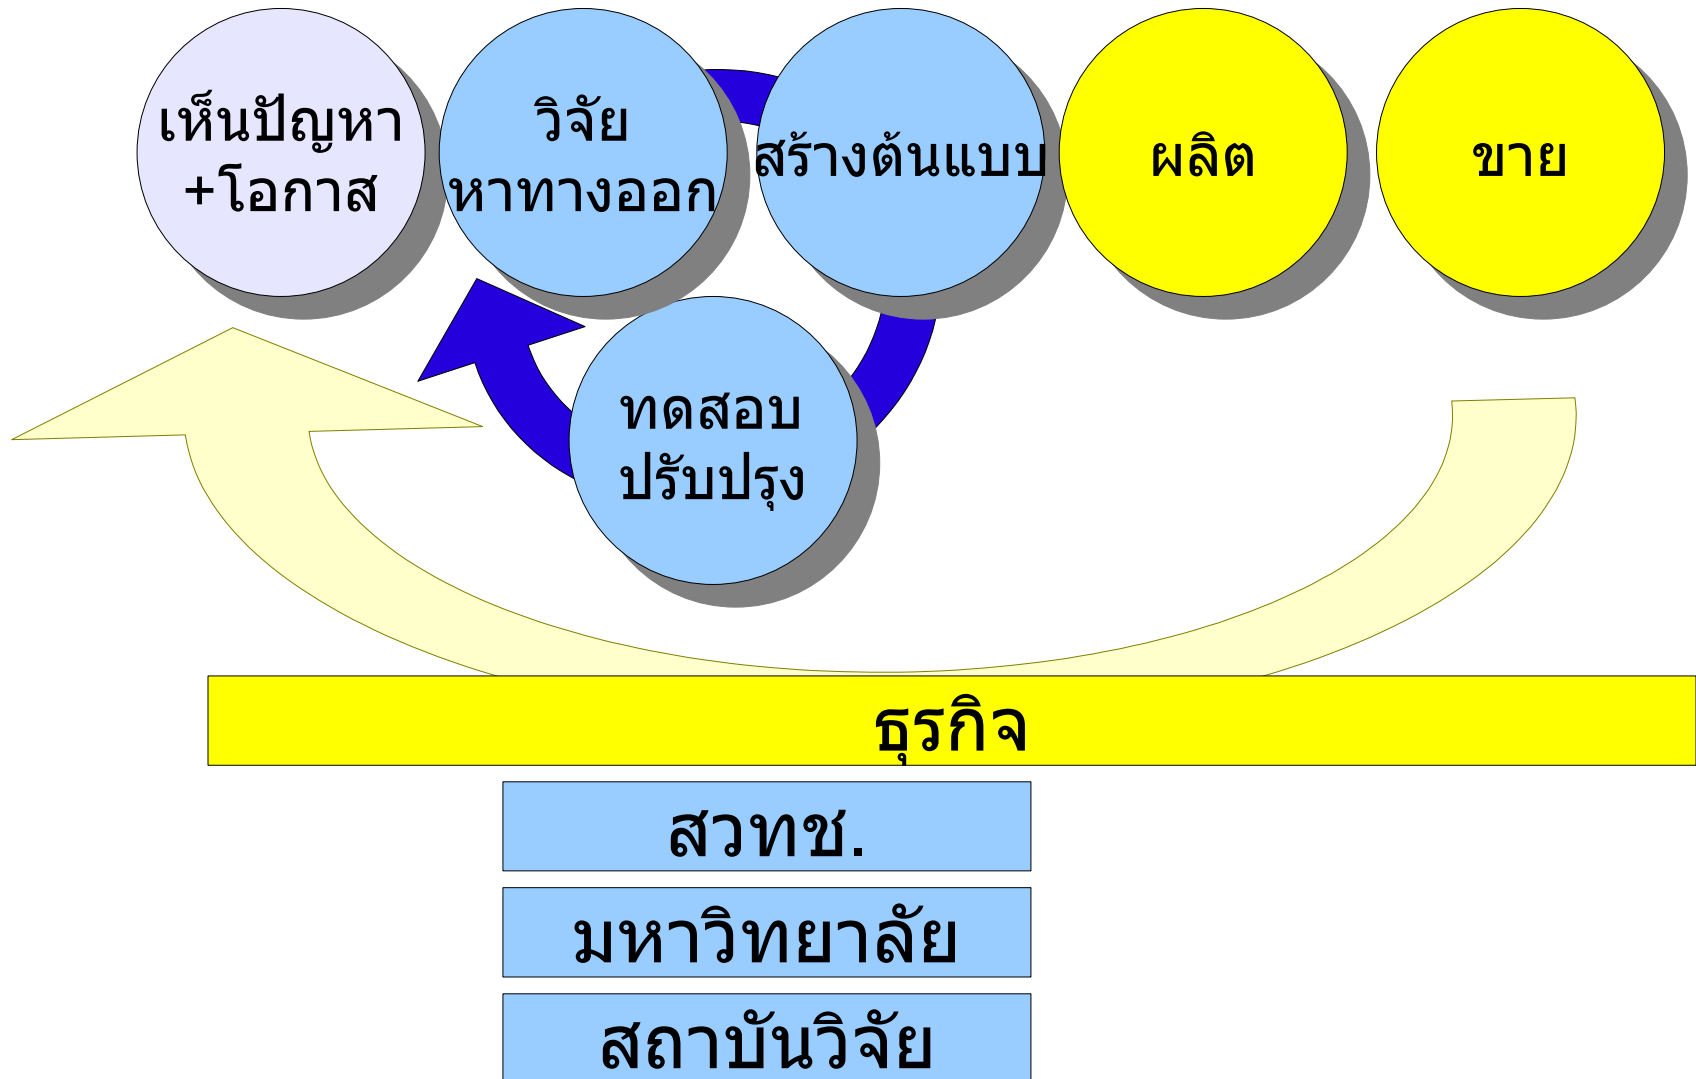 เห็นปัญหา
+โอกาส
วิจัย
หาทางออก
สร้างต้นแบบ
ผลิต
ขาย
ทดสอบ
ปรับปรุง
ธุรกิจ
สวทช.
มหาวิทยาลัย
สถาบันวิจัย